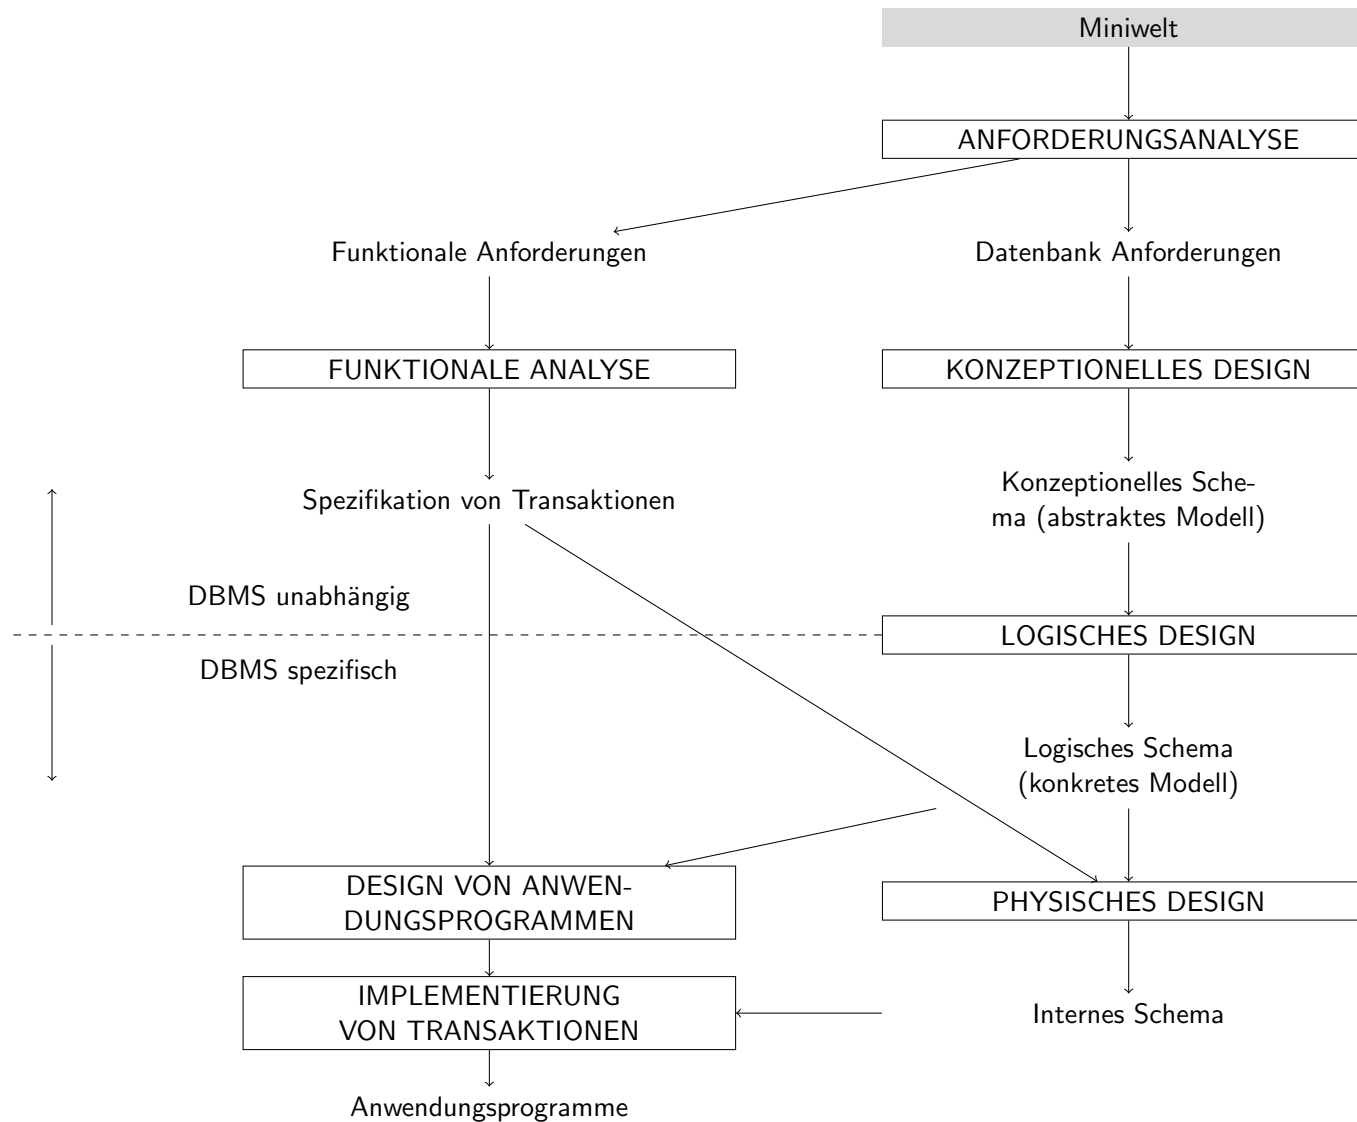 Miniwelt
ANFORDERUNGSANALYSE
Funktionale Anforderungen
Datenbank Anforderungen
FUNKTIONALE ANALYSE
KONZEPTIONELLES DESIGN
Spezifikation von Transaktionen
Konzeptionelles Sche-
ma (abstraktes Modell)
DBMS unabhängig
LOGISCHES DESIGN
DBMS spezifisch
Logisches Schema
(konkretes Modell)
DESIGN VON ANWEN-
DUNGSPROGRAMMEN
PHYSISCHES DESIGN
IMPLEMENTIERUNG
VON TRANSAKTIONEN
Internes Schema
Anwendungsprogramme